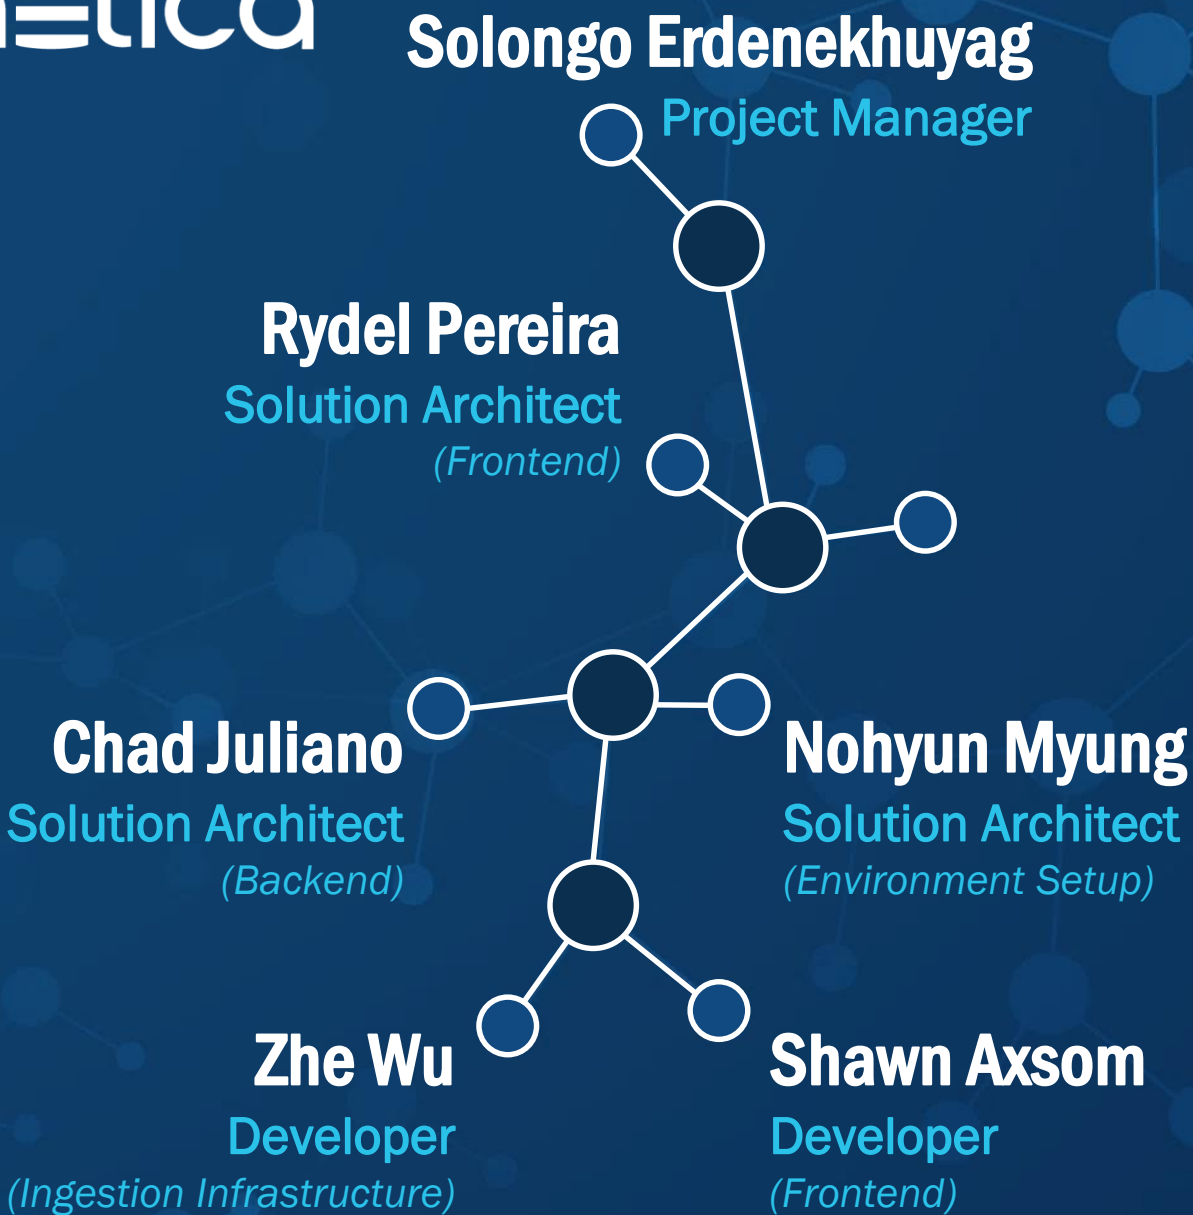 Solongo Erdenekhuyag
Project Manager
Rydel Pereira
Solution Architect
(Frontend)
Chad Juliano
Solution Architect
(Backend)
Nohyun Myung
Solution Architect
(Environment Setup)
Zhe Wu
Developer
(Ingestion Infrastructure)
Shawn Axsom
Developer
(Frontend)